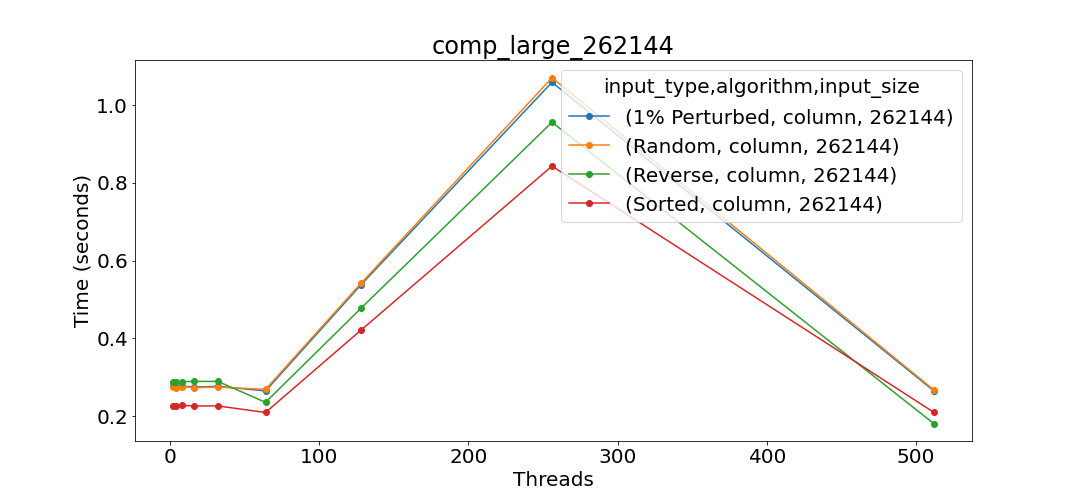 comp_large_262144
input_type,algorithm,input_size
(1% Perturbed, column, 262144)
(Random, column, 262144)
(Reverse, column, 262144)
(Sorted, column, 262144)
Time (seconds)
1.0
0.8
0.6
0.4
0.2
0 100 200 300 400 500
Threads